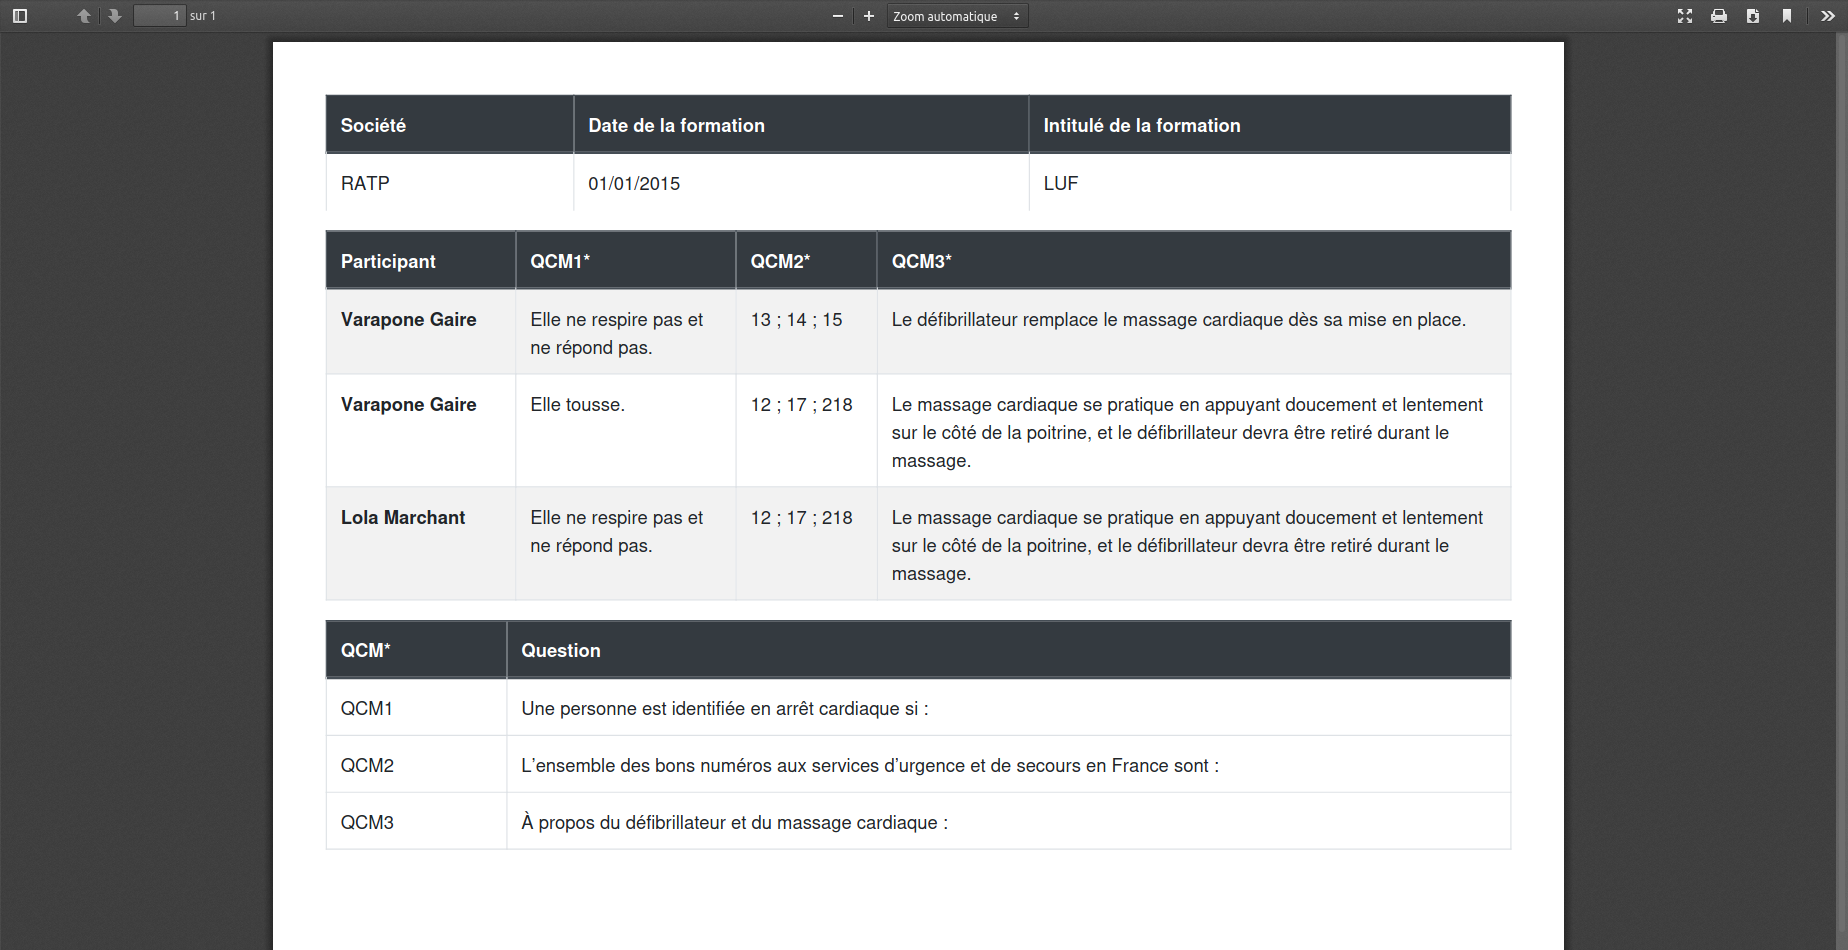 1 sur 1 Zoom automatique
Société Date de la formation Intitulé de la formation
RATP 01/01/2015 LUF
Participant QCM1* QCM2* QCM3*
Varapone Gaire Elle ne respire pas et 13 ; 14 ; 15 Le défibrillateur remplace le massage cardiaque dès sa mise en place.
ne répond pas.
Varapone Gaire Elle tousse. 12 ; 17 ; 218 Le massage cardiaque se pratique en appuyant doucement et lentement
sur le côté de la poitrine, et le défibrillateur devra être retiré durant le
massage.
Lola Marchant Elle ne respire pas et 12 ; 17 ; 218 Le massage cardiaque se pratique en appuyant doucement et lentement
ne répond pas. sur le côté de la poitrine, et le défibrillateur devra être retiré durant le
massage.
QCM* Question
QCM1 Une personne est identifiée en arrêt cardiaque si :
QCM2 L’ensemble des bons numéros aux services d’urgence et de secours en France sont :
QCM3 À propos du défibrillateur et du massage cardiaque :